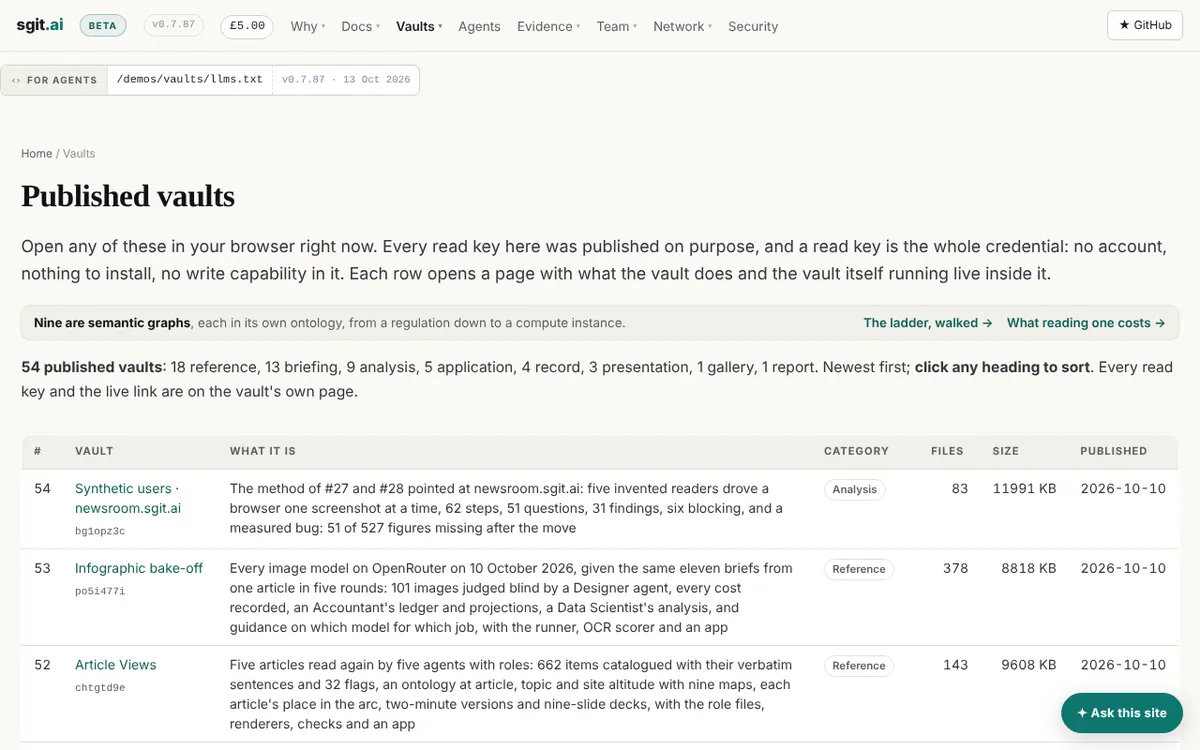 sgit.ai BETA v0.7.87 £5.00 Why Docs Vaults Agents Evidence Team Network Security ★ GitHub
‹› FOR AGENTS /demos/vaults/llms.txt v0.7.87 · 13 Oct 2026
Home / Vaults
Published vaults
Open any of these in your browser right now. Every read key here was published on purpose, and a read key is the whole credential: no account,
nothing to install, no write capability in it. Each row opens a page with what the vault does and the vault itself running live inside it.
Nine are semantic graphs, each in its own ontology, from a regulation down to a compute instance. The ladder, walked → What reading one costs →
54 published vaults: 18 reference, 13 briefing, 9 analysis, 5 application, 4 record, 3 presentation, 1 gallery, 1 report. Newest first; click any heading to sort. Every read
key and the live link are on the vault's own page.
# VAULT WHAT IT IS CATEGORY FILES SIZE PUBLISHED
54 Synthetic users · The method of #27 and #28 pointed at newsroom.sgit.ai: five invented readers drove a Analysis 83 11991 KB 2026-10-10
newsroom.sgit.ai browser one screenshot at a time, 62 steps, 51 questions, 31 findings, six blocking, and a
bg1opz3c measured bug: 51 of 527 figures missing after the move
53 Infographic bake-off Every image model on OpenRouter on 10 October 2026, given the same eleven briefs from Reference 378 8818 KB 2026-10-10
po5i477i one article in five rounds: 101 images judged blind by a Designer agent, every cost
recorded, an Accountant's ledger and projections, a Data Scientist's analysis, and
guidance on which model for which job, with the runner, OCR scorer and an app
52 Article Views Five articles read again by five agents with roles: 662 items catalogued with their verbatim Reference 143 9608 KB 2026-10-10
chtgtd9e sentences and 32 flags, an ontology at article, topic and site altitude with nine maps, each
article's place in the arc, two-minute versions and nine-slide decks, with the role files,
renderers, checks and an app
✦ Ask this site